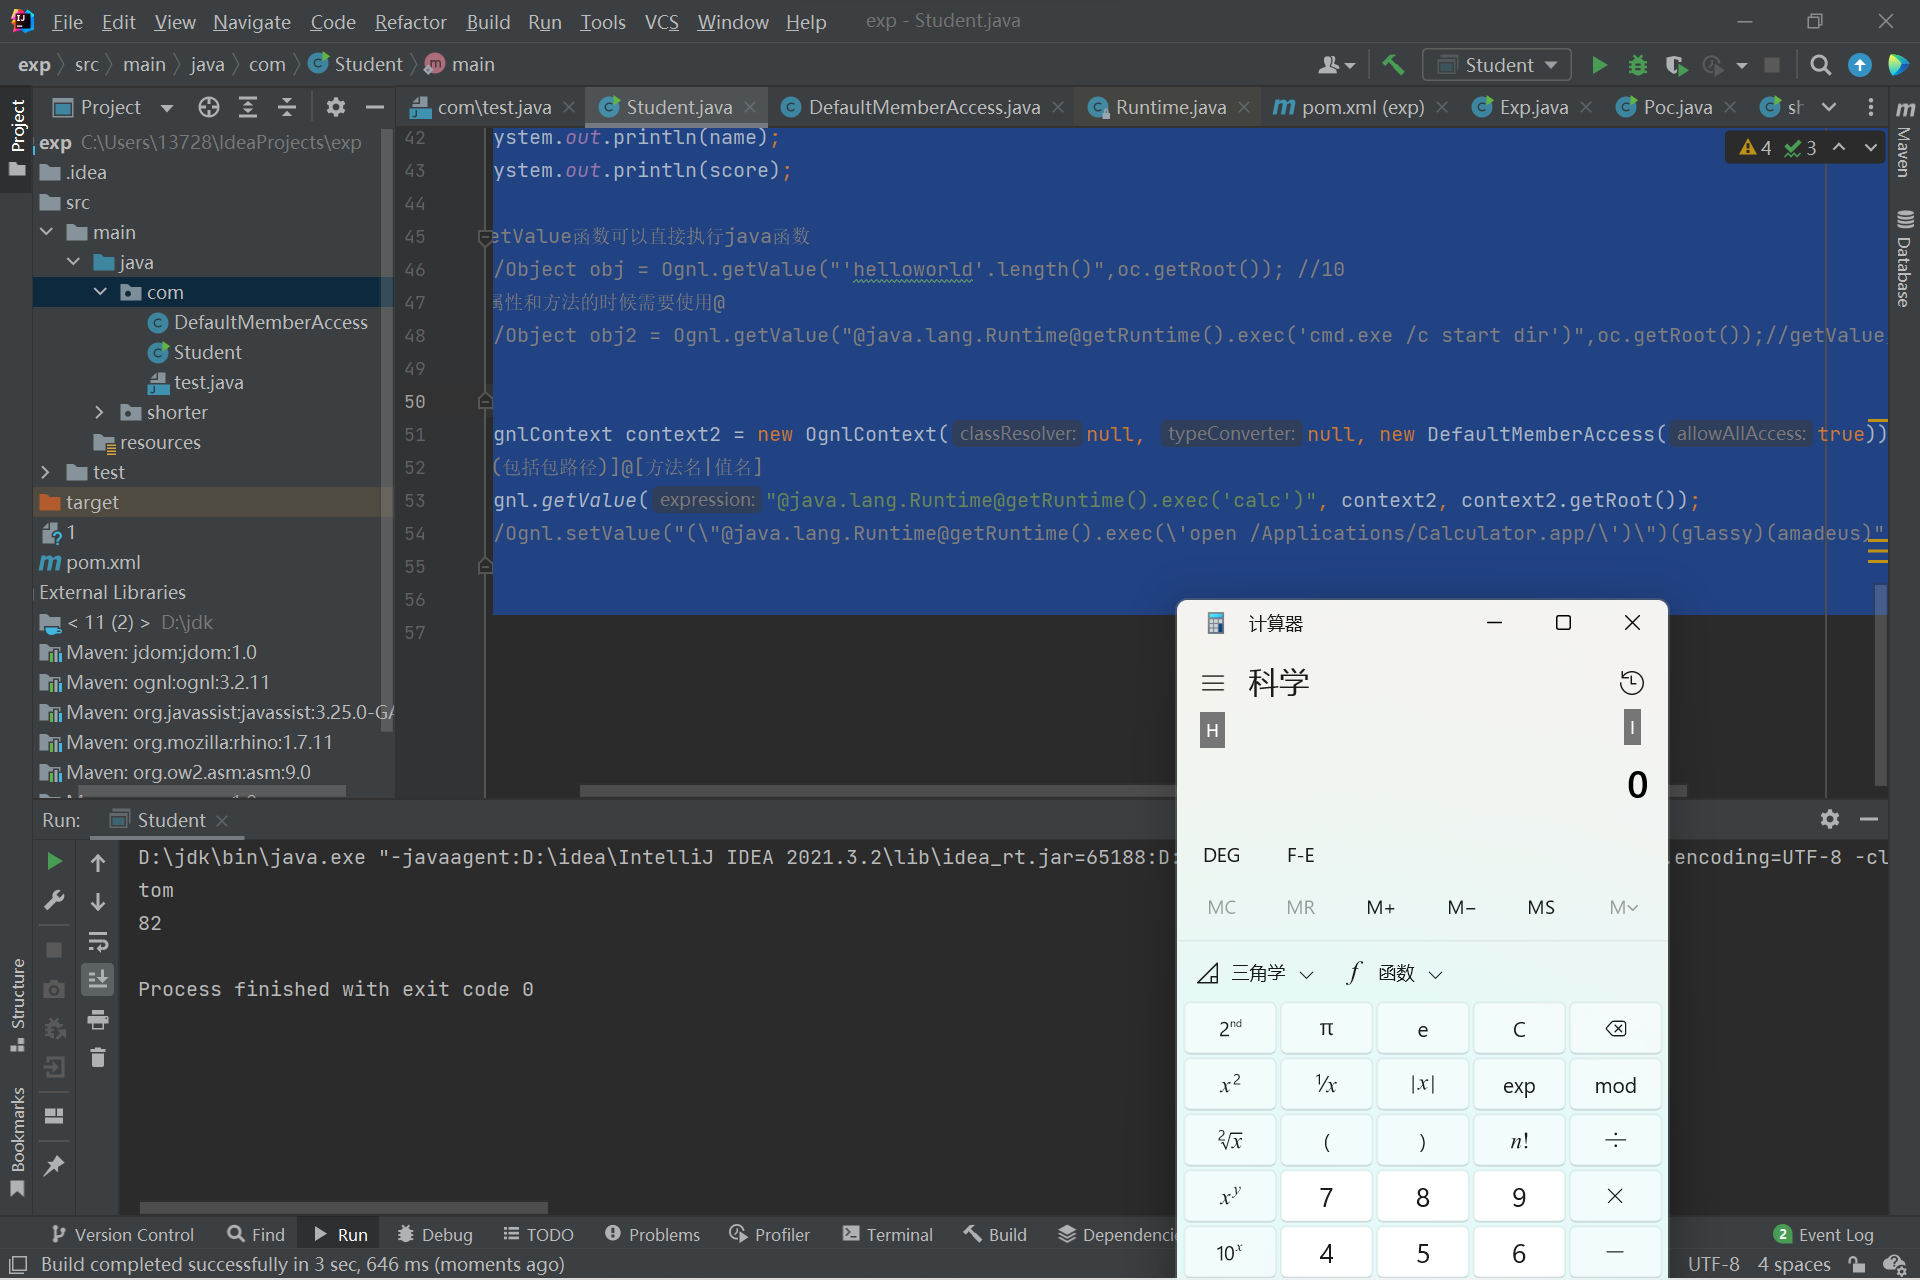 File Edit View Navigate Code Refactor Build Run Tools VCS Window Help exp - Student.java
exp src main java com Student main
Student
Project
com\test.java Student.java DefaultMemberAccess.java Runtime.java pom.xml (exp) Exp.java Poc.java sh
Project
Maven
Database
Structure
Bookmarks
exp C:\Users\13728\IdeaProjects\exp
.idea
src
main
java
com
DefaultMemberAccess
Student
test.java
shorter
resources
test
target
1
pom.xml
External Libraries
< 11 (2) > D:\jdk
Maven: jdom:jdom:1.0
Maven: ognl:ognl:3.2.11
Maven: org.javassist:javassist:3.25.0-GA
Maven: org.mozilla:rhino:1.7.11
Maven: org.ow2.asm:asm:9.0
4 3
42 ystem.out.println(name);
43 ystem.out.println(score);
44
45 etValue函数可以直接执行java函数
46 /Object obj = Ognl.getValue("'helloworld'.length()",oc.getRoot()); //10
47 属性和方法的时候需要使用@
48 /Object obj2 = Ognl.getValue("@java.lang.Runtime@getRuntime().exec('cmd.exe /c start dir')",oc.getRoot());//getValue
49
50
51 gnlContext context2 = new OgnlContext( classResolver: null, typeConverter: null, new DefaultMemberAccess( allowAllAccess: true))
52 (包括包路径)]@[方法名|值名]
53 gnl.getValue( expression: "@java.lang.Runtime@getRuntime().exec('calc')", context2, context2.getRoot());
54 /Ognl.setValue("(\"@java.lang.Runtime@getRuntime().exec(\'open /Applications/Calculator.app/\')\")(glassy)(amadeus)"
55
56
57
Run: Student
D:\jdk\bin\java.exe "-javaagent:D:\idea\IntelliJ IDEA 2021.3.2\lib\idea_rt.jar=65188:D: .encoding=UTF-8 -cl
tom
82
Process finished with exit code 0
计算器
科学
H I
0
DEG F-E
MC MR M+ M− MS M
三角学 f 函数
2nd π e C
x2 1/x |x| exp mod
2√x ( ) n! ÷
xy 7 8 9 ×
10x 4 5 6 −
Version Control Find Run Debug TODO Problems Profiler Terminal Build Dependenci 2 Event Log
Build completed successfully in 3 sec, 646 ms (moments ago) UTF-8 4 spaces